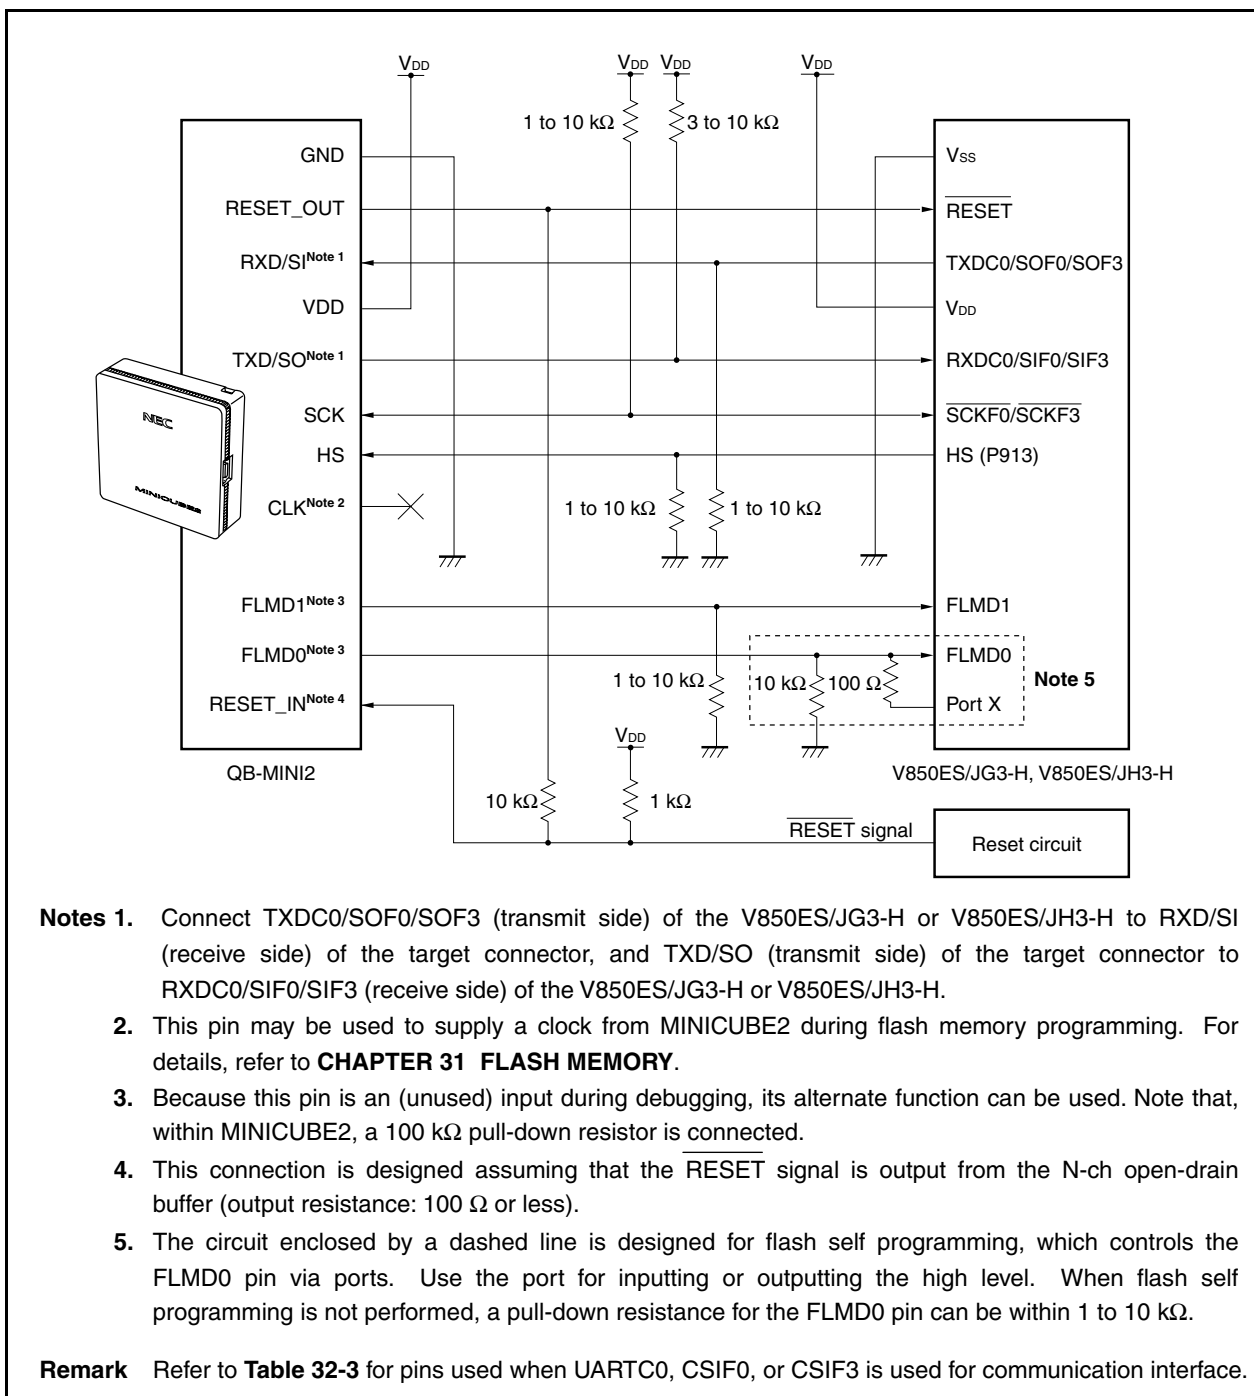 VDD VDD VDD VDD
1 to 10 kΩ 3 to 10 kΩ
GND VSS
RESET_OUT RESET
RXD/SI Note 1 TXDC0/SOF0/SOF3
VDD VDD
TXD/SO Note 1 RXDC0/SIF0/SIF3
SCK SCKF0/SCKF3
HS HS (P913)
NEC
MINICUBE2
CLK Note 2
1 to 10 kΩ 1 to 10 kΩ
FLMD1 Note 3 FLMD1
FLMD0 Note 3 FLMD0
1 to 10 kΩ 10 kΩ 100 Ω Note 5
RESET_IN Note 4 Port X
VDD
QB-MINI2 V850ES/JG3-H, V850ES/JH3-H
10 kΩ 1 kΩ
RESET signal Reset circuit
Notes 1. Connect TXDC0/SOF0/SOF3 (transmit side) of the V850ES/JG3-H or V850ES/JH3-H to RXD/SI
(receive side) of the target connector, and TXD/SO (transmit side) of the target connector to
RXDC0/SIF0/SIF3 (receive side) of the V850ES/JG3-H or V850ES/JH3-H.
2. This pin may be used to supply a clock from MINICUBE2 during flash memory programming. For
details, refer to CHAPTER 31 FLASH MEMORY.
3. Because this pin is an (unused) input during debugging, its alternate function can be used. Note that,
within MINICUBE2, a 100 kΩ pull-down resistor is connected.
4. This connection is designed assuming that the RESET signal is output from the N-ch open-drain
buffer (output resistance: 100 Ω or less).
5. The circuit enclosed by a dashed line is designed for flash self programming, which controls the
FLMD0 pin via ports. Use the port for inputting or outputting the high level. When flash self
programming is not performed, a pull-down resistance for the FLMD0 pin can be within 1 to 10 kΩ.
Remark Refer to Table 32-3 for pins used when UARTC0, CSIF0, or CSIF3 is used for communication interface.